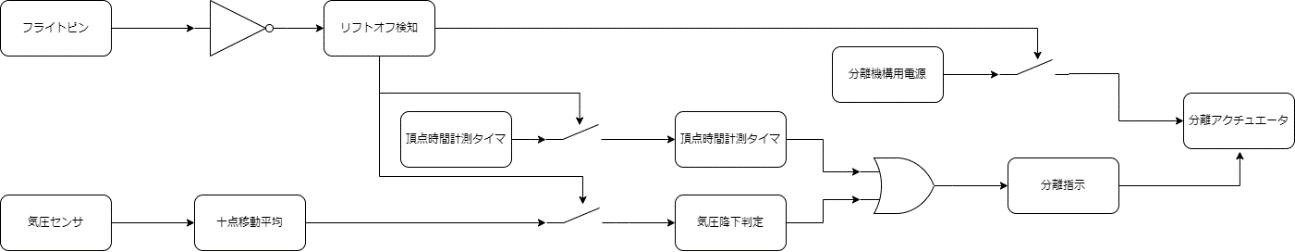 フライトピン
リフトオフ検知
分離機構用電源
分離アクチュエータ
頂点時間計測タイマ
頂点時間計測タイマ
分離指示
気圧センサ
十点移動平均
気圧降下判定